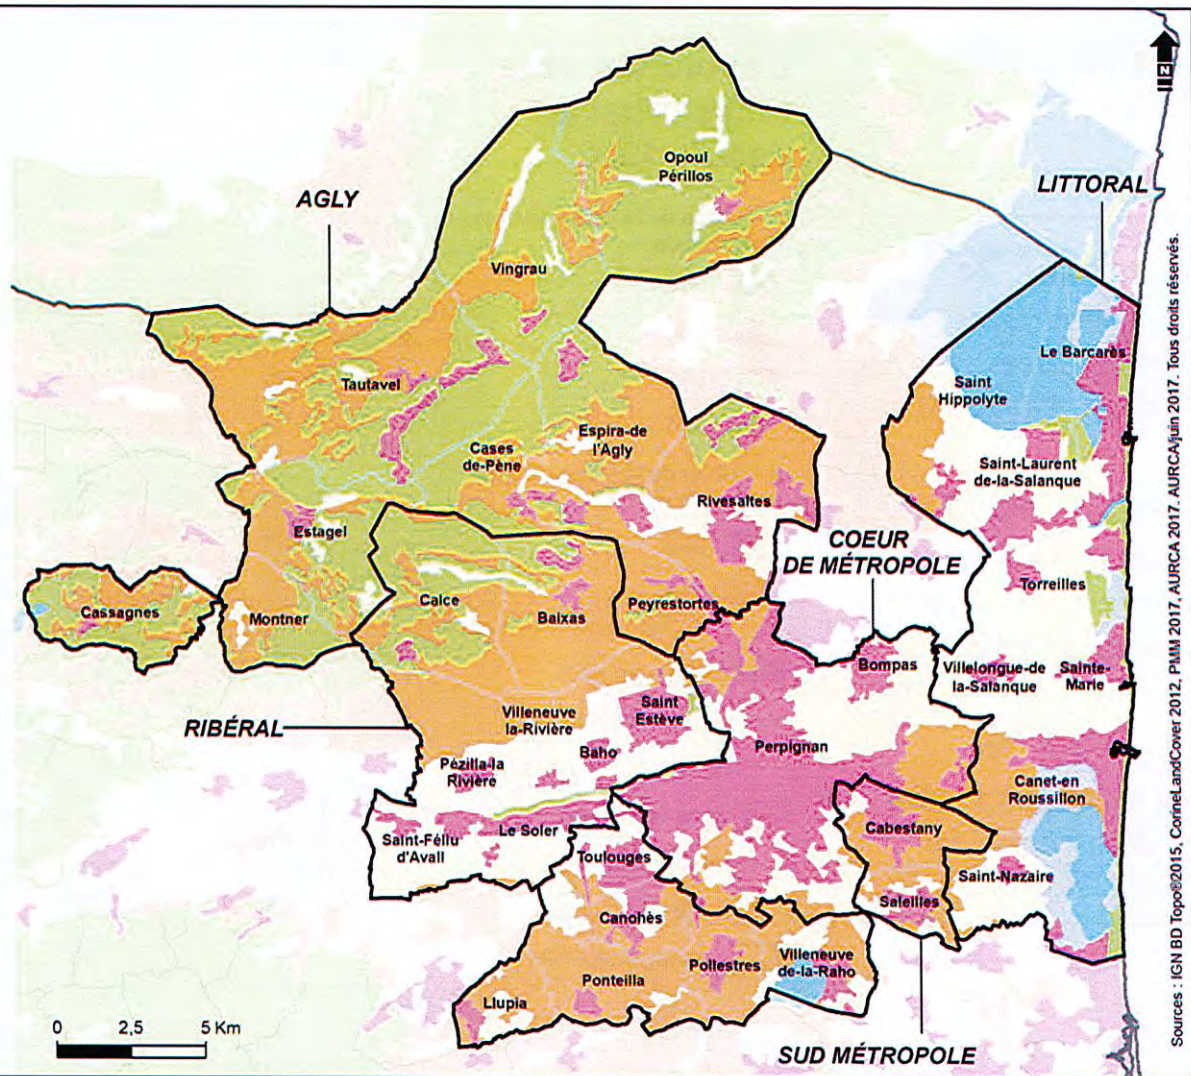 N
AGLY
LITTORAL
Opoul
Périllos
Vingrau
Le Barcarès
Saint
Hippolyte
Tautavel
Cases
de-Pène
Espira-de
l'Agly
Saint-Laurent
de-la-Salanque
Rivesaltes
Estagel
COEUR
DE MÉTROPOLE
Torreilles
Cassagnes
Montner
Calce
Baixas
Peyrestortes
Bompas
Villelongue-de
la-Salanque
Sainte-
Marie
RIBÉRAL
Villeneuve
la-Rivière
Saint
Estève
Baho
Perpignan
Pézilla-la
Rivière
Canet-en
Roussillon
Saint-Féliu
d'Avall
Le Soler
Cabestany
Toulouges
Saint-Nazaire
Saleilles
Canohès
Pollestres
Villeneuve
de-la-Raho
Ponteilla
Llupia
0 2,5 5 Km
SUD MÉTROPOLE
Sources : IGN BD Topo©2015, CorineLandCover 2012, PMM 2017, AURCA 2017. AURCA/juin 2017. Tous droits réservés.